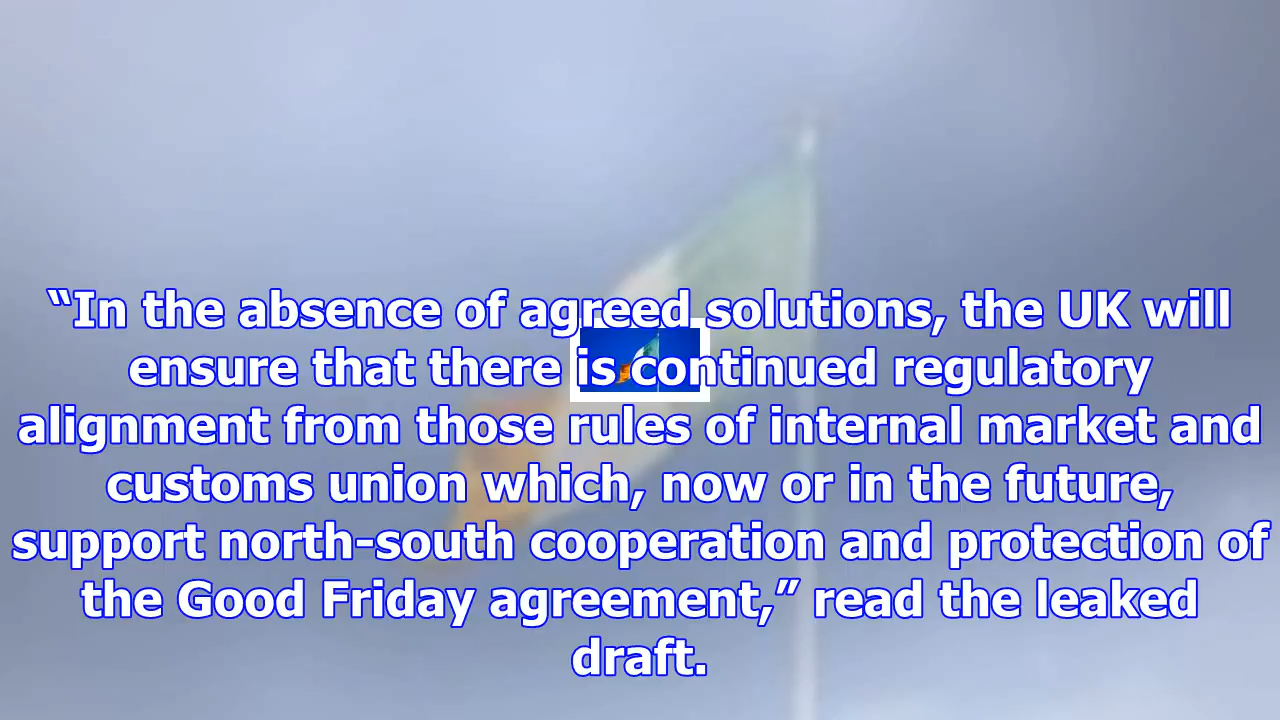 “In the absence of agreed solutions, the UK will
ensure that there is continued regulatory
alignment from those rules of internal market and
customs union which, now or in the future,
support north-south cooperation and protection of
the Good Friday agreement,” read the leaked
draft.